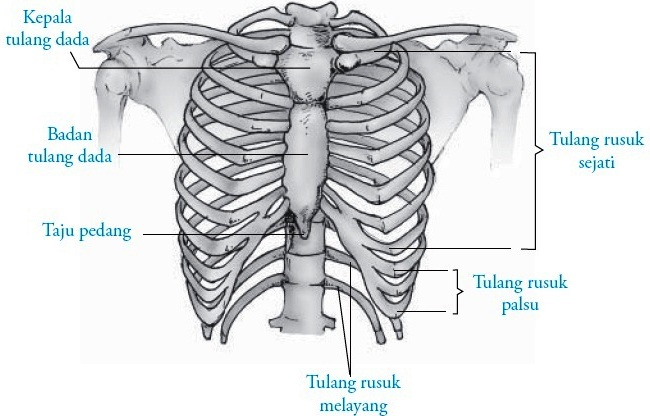 Kepala
tulang dada
Badan
tulang dada
Taju pedang
Tulang rusuk
sejati
Tulang rusuk
palsu
Tulang rusuk
melayang